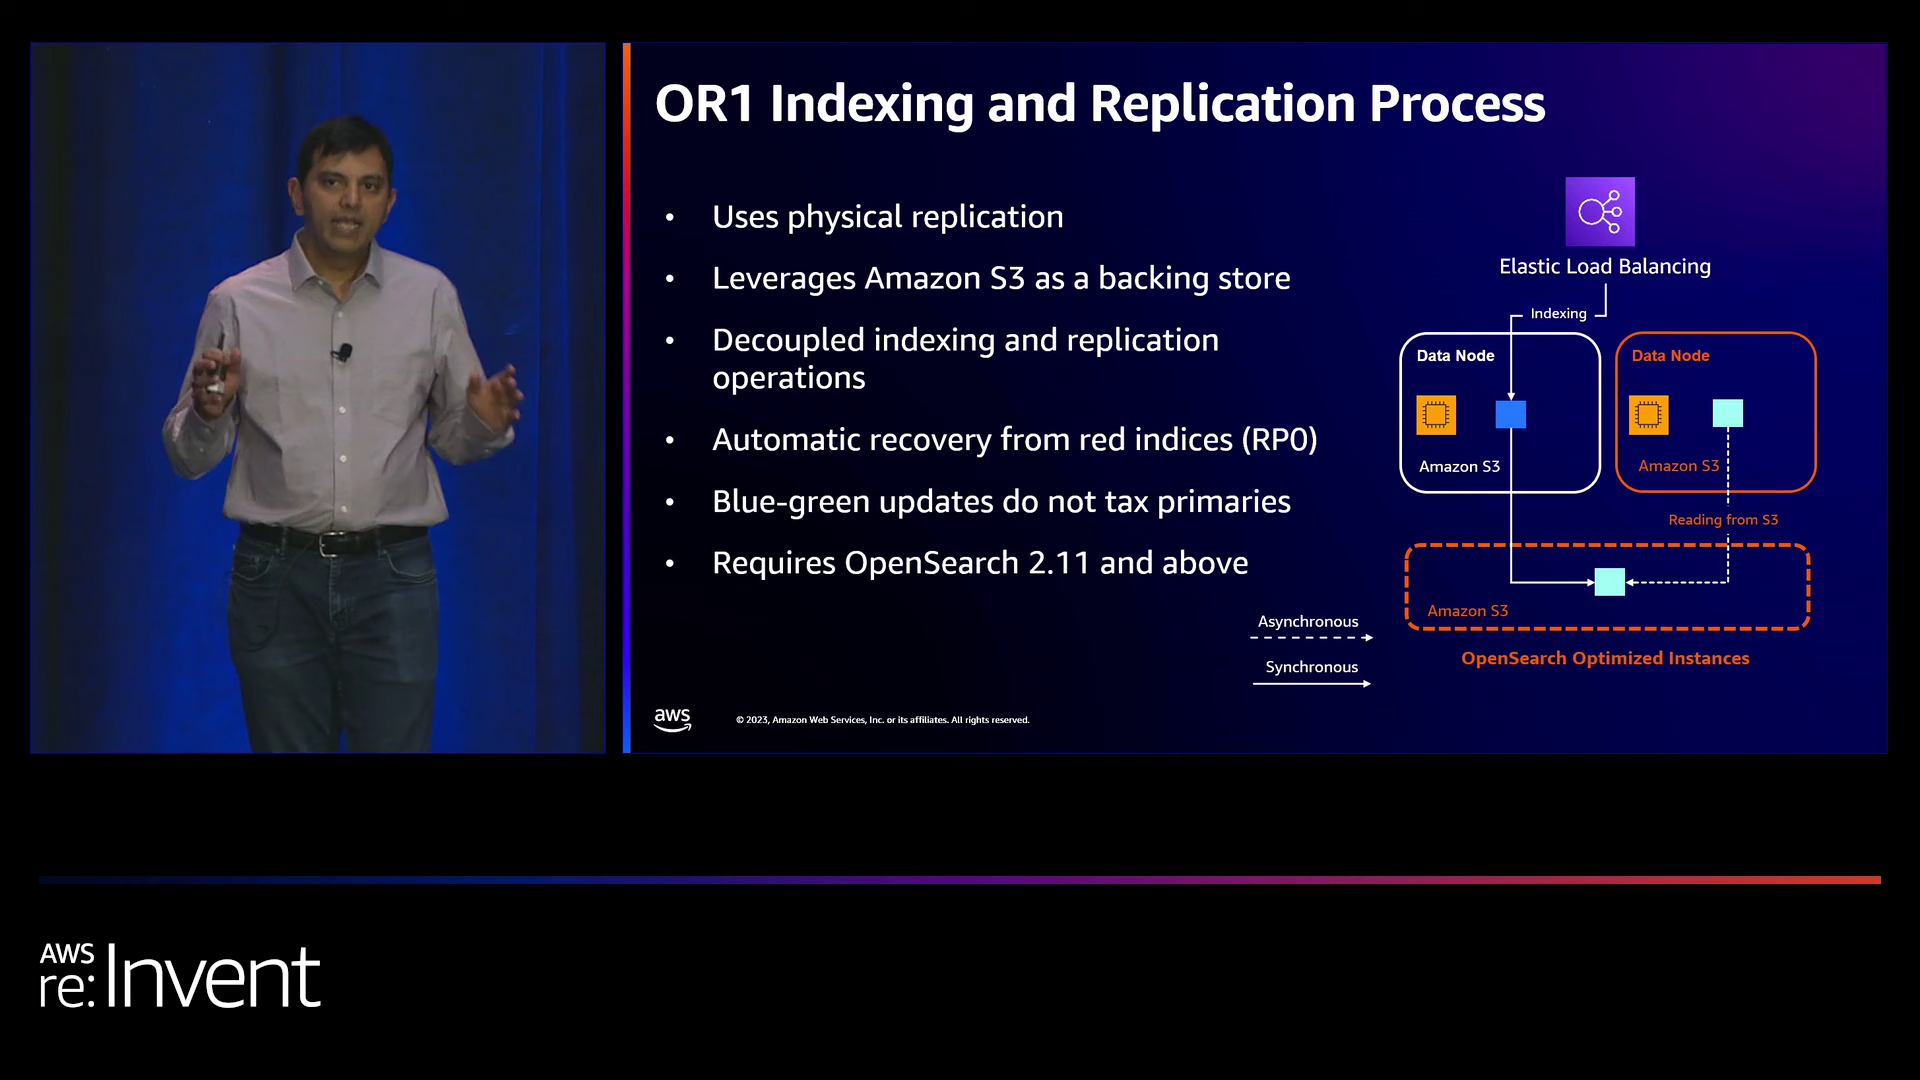 OR1 Indexing and Replication Process
• Uses physical replication
• Leverages Amazon S3 as a backing store
• Decoupled indexing and replication
operations
• Automatic recovery from red indices (RP0)
• Blue-green updates do not tax primaries
• Requires OpenSearch 2.11 and above
Elastic Load Balancing
Indexing
Data Node
Data Node
Amazon S3
Amazon S3
Reading from S3
Amazon S3
OpenSearch Optimized Instances
Asynchronous
Synchronous
aws
© 2023, Amazon Web Services, Inc. or its affiliates. All rights reserved.
AWS
re:Invent